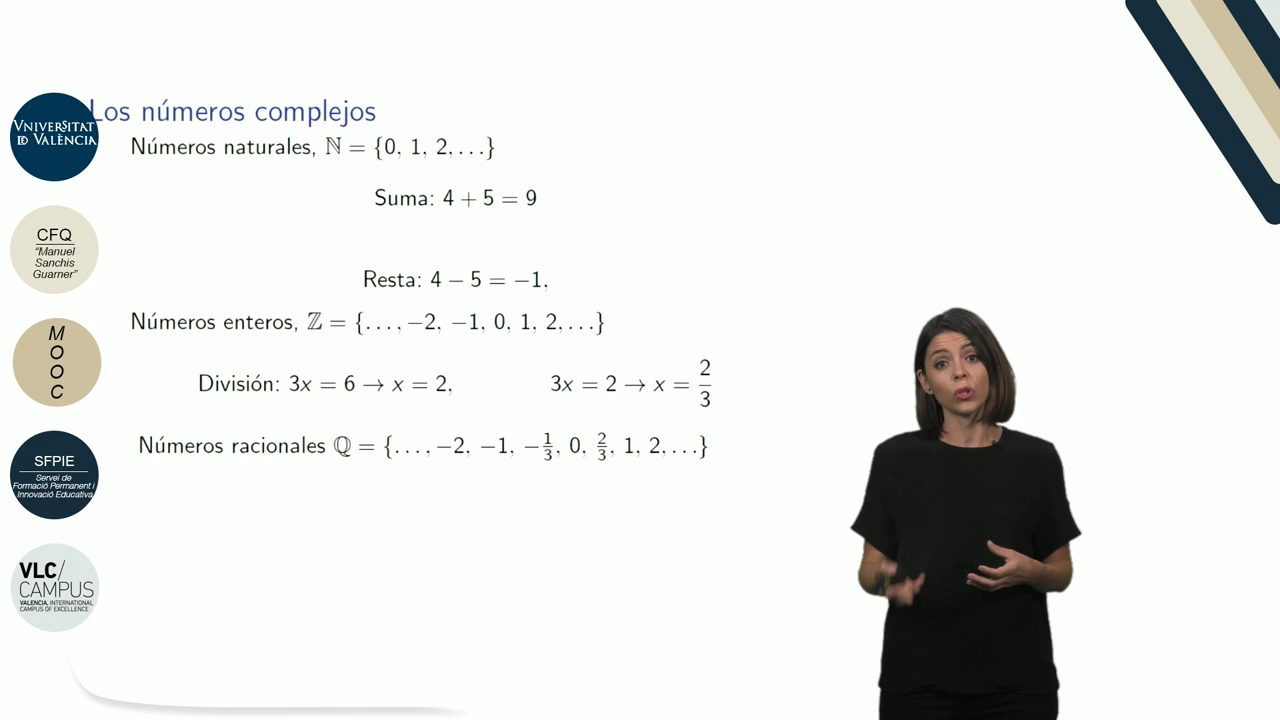 Los números complejos
Números naturales, ℕ = {0, 1, 2, . . .}
Suma: 4 + 5 = 9
Resta: 4 − 5 = −1,
Números enteros, ℤ = {. . . , −2, −1, 0, 1, 2, . . .}
División: 3x = 6 → x = 2, 3x = 2 → x = 2/3
Números racionales ℚ = {. . . , −2, −1, −1/3, 0, 2/3, 1, 2, . . .}
VNIVERSITAT
ID VALÈNCIA
CFQ
“Manuel
Sanchis
Guarner”
M
O
O
C
SFPIE
Servei de
Formació Permanent i
Innovació Educativa
VLC/
CAMPUS
VALENCIA, INTERNATIONAL
CAMPUS OF EXCELLENCE